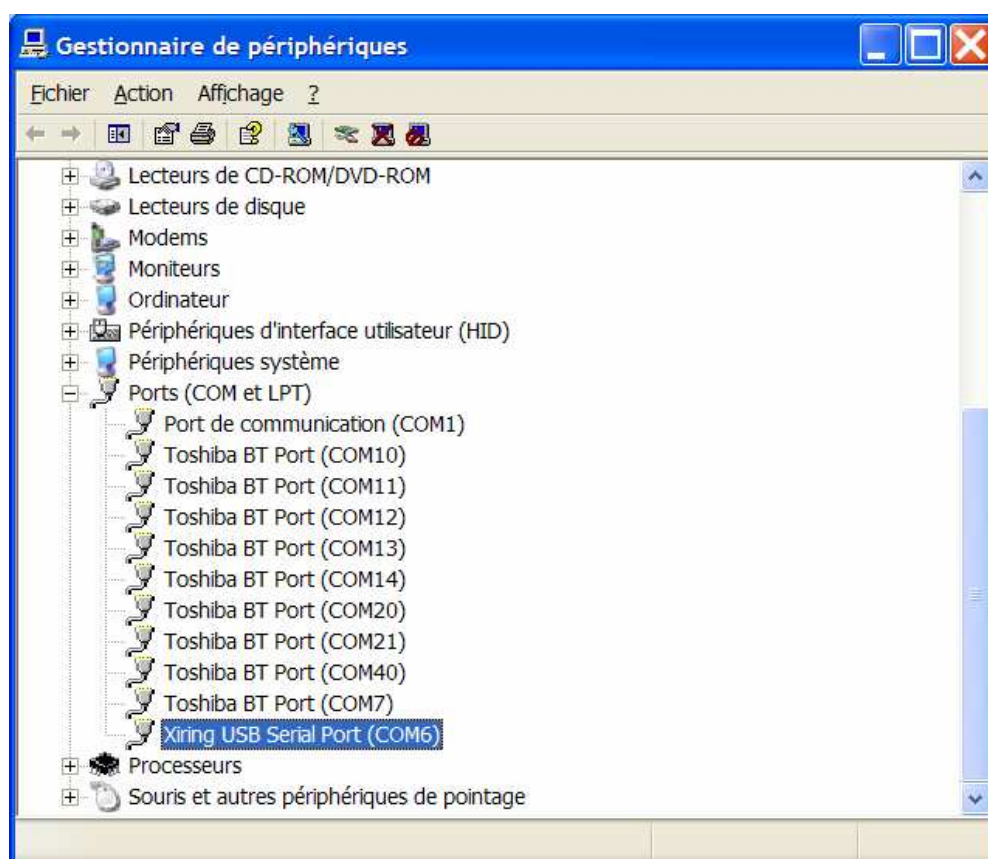 Gestionnaire de périphériques
Fichier Action Affichage ?
Lecteurs de CD-ROM/DVD-ROM
Lecteurs de disque
Modems
Moniteurs
Ordinateur
Périphériques d'interface utilisateur (HID)
Périphériques système
Ports (COM et LPT)
Port de communication (COM1)
Toshiba BT Port (COM10)
Toshiba BT Port (COM11)
Toshiba BT Port (COM12)
Toshiba BT Port (COM13)
Toshiba BT Port (COM14)
Toshiba BT Port (COM20)
Toshiba BT Port (COM21)
Toshiba BT Port (COM40)
Toshiba BT Port (COM7)
Xiring USB Serial Port (COM6)
Processeurs
Souris et autres périphériques de pointage